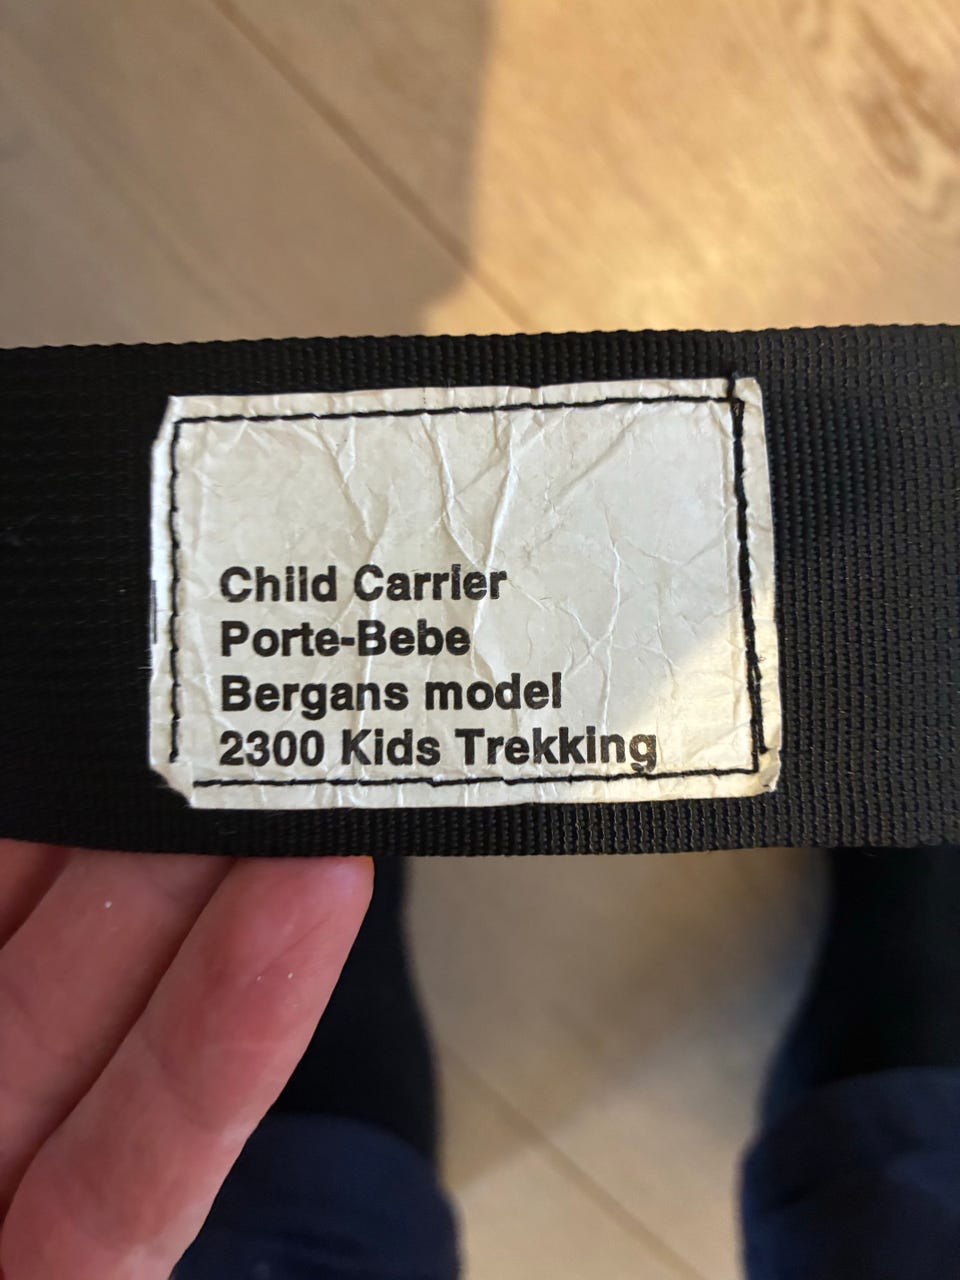 Child Carrier
Porte-Bebe
Bergans model
2300 Kids Trekking